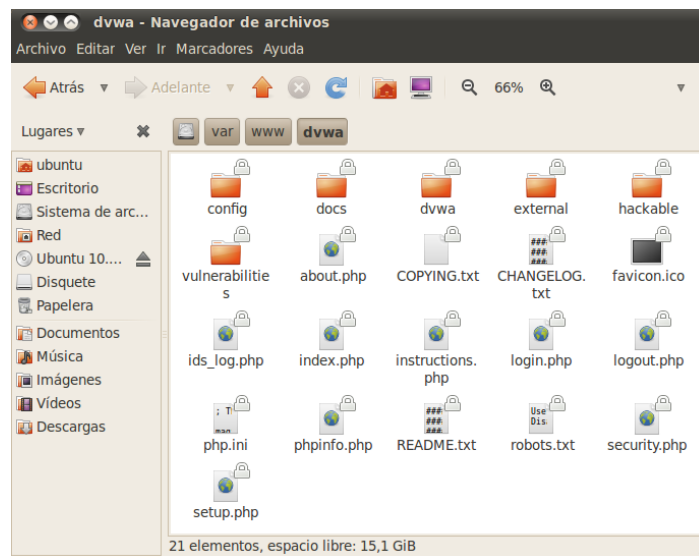 dvwa - Navegador de archivos
Archivo Editar Ver Ir Marcadores Ayuda
Atrás Adelante 66%
Lugares var www dvwa
ubuntu
Escritorio
Sistema de arc...
Red
Ubuntu 10....
Disquete
Papelera
Documentos
Música
Imágenes
Vídeos
Descargas
config docs dvwa external hackable
vulnerabilitie
s
about.php COPYING.txt CHANGELOG.
txt
favicon.ico
ids_log.php index.php instructions.
php
login.php logout.php
php.ini phpinfo.php README.txt robots.txt security.php
setup.php
21 elementos, espacio libre: 15,1 GiB